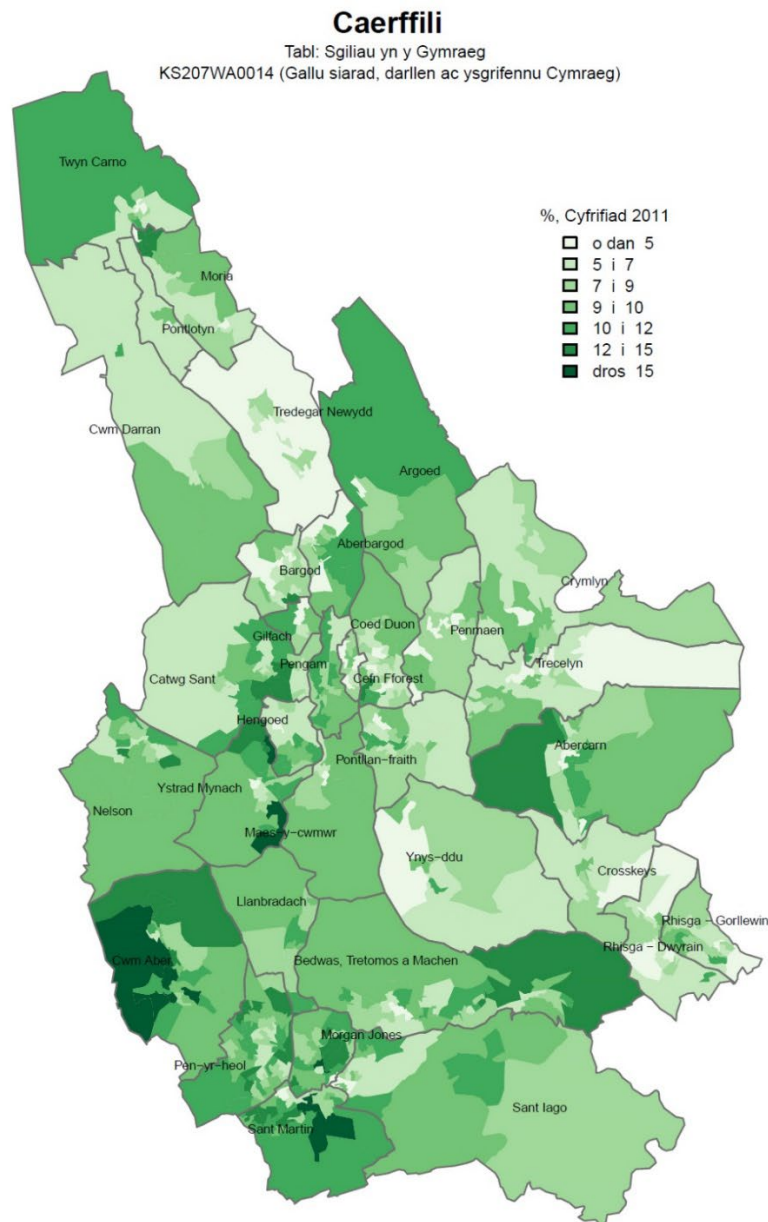 Caerffili
Tabl: Sgiliau yn y Gymraeg
KS207WA0014 (Gallu siarad, darllen ac ysgrifennu Cymraeg)
Twyn Carno
%, Cyfrifiad 2011
o dan 5
5 i 7
7 i 9
9 i 10
10 i 12
12 i 15
dros 15
Moria
Pontlotyn
Tredegar Newydd
Cwm Darran
Argoed
Aberbargod
Bargod
Crymlyn
Coed Duon
Penmaen
Gilfach
Trecelyn
Pengam
Catwg Sant
Cefn Fforest
Hengoed
Abercarn
Pontllan-fraith
Ystrad Mynach
Nelson
Maes-y-cwmwr
Ynys-ddu
Crosskeys
Llanbradach
Rhisga - Gorllewin
Rhisga - Dwyrain
Cwm Aber
Bedwas, Tretomos a Machen
Morgan Jones
Pen-yr-heol
Sant Iago
Sant Martin